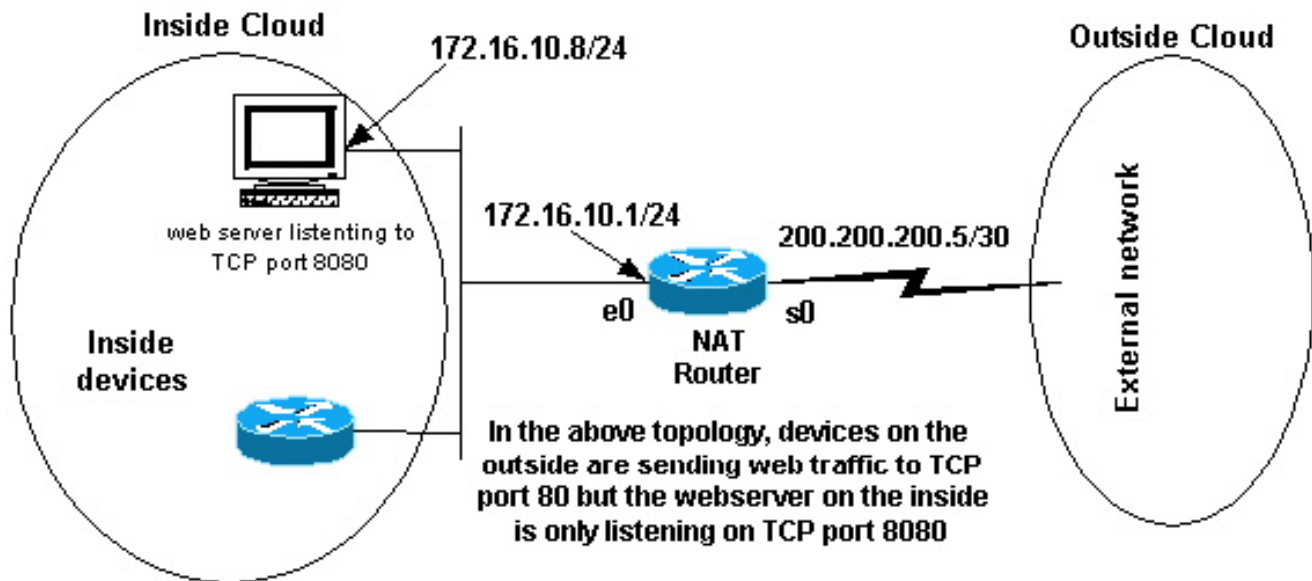 Inside Cloud
172.16.10.8/24
Outside Cloud
web server listenting to
TCP port 8080
172.16.10.1/24
200.200.200.5/30
e0
s0
NAT
Router
External network
Inside
devices
In the above topology, devices on the
outside are sending web traffic to TCP
port 80 but the webserver on the inside
is only listening on TCP port 8080